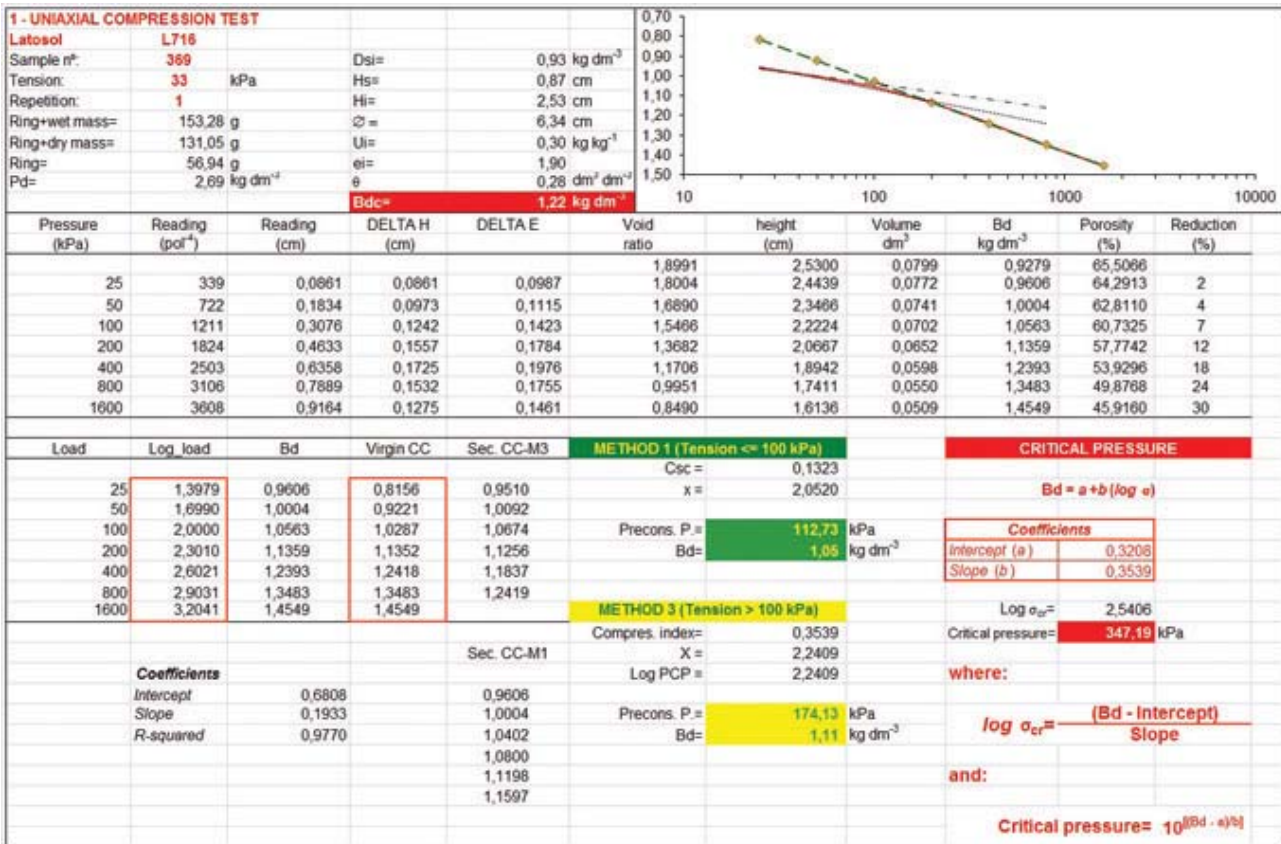 1 - UNIAXIAL COMPRESSION TEST
Latosol L716
Sample nº: 369 Dsi= 0,93 kg dm-3
Tension: 33 kPa Hs= 0,87 cm
Repetition: 1 Hi= 2,53 cm
Ring+wet mass= 153,28 g Ø = 6,34 cm
Ring+dry mass= 131,05 g Ui= 0,30 kg kg-1
Ring= 56,94 g ei= 1,90
Pd= 2,69 kg dm θ 0,28 dm³ dm
Bdc= 1,22 kg dm-3
0,70
0,80
0,90
1,00
1,10
1,20
1,30
1,40
1,50
10 100 1000 10000
Pressure Reading Reading DELTA H DELTA E Void height Volume Bd Porosity Reduction
(kPa) (pol-4) (cm) (cm) ratio (cm) dm3 kg dm-3 (%) (%)
1,8991 2,5300 0,0799 0,9279 65,5066
25 339 0,0861 0,0861 0,0987 1,8004 2,4439 0,0772 0,9606 64,2913 2
50 722 0,1834 0,0973 0,1115 1,6890 2,3466 0,0741 1,0004 62,8110 4
100 1211 0,3076 0,1242 0,1423 1,5466 2,2224 0,0702 1,0563 60,7325 7
200 1824 0,4633 0,1557 0,1784 1,3682 2,0667 0,0652 1,1359 57,7742 12
400 2503 0,6358 0,1725 0,1976 1,1706 1,8942 0,0598 1,2393 53,9296 18
800 3106 0,7889 0,1532 0,1755 0,9951 1,7411 0,0550 1,3483 49,8768 24
1600 3608 0,9164 0,1275 0,1461 0,8490 1,6136 0,0509 1,4549 45,9160 30
Load Log_load Bd Virgin CC Sec. CC-M3 METHOD 1 (Tension <= 100 kPa) CRITICAL PRESSURE
Csc = 0,1323
25 1,3979 0,9606 0,8156 0,9510 x = 2,0520 Bd = a+b(log σ)
50 1,6990 1,0004 0,9221 1,0092
100 2,0000 1,0563 1,0287 1,0674 Precons. P.= 112,73 kPa Coefficients
200 2,3010 1,1359 1,1352 1,1256 Bd= 1,05 kg dm-3 Intercept (a) 0,3208
400 2,6021 1,2393 1,2418 1,1837 Slope (b) 0,3539
800 2,9031 1,3483 1,3483 1,2419
1600 3,2041 1,4549 1,4549 METHOD 3 (Tension > 100 kPa) Log σcr= 2,5406
Compres. index= 0,3539 Critical pressure= 347,19 kPa
Sec. CC-M1 X = 2,2409
Coefficients Log PCP = 2,2409 where:
Intercept 0,6808 0,9606
Slope 0,1933 1,0004 Precons. P.= 174,13 kPa log σcr= (Bd - Intercept)
R-squared 0,9770 1,0402 Bd= 1,11 kg dm-3 Slope
1,0800
1,1198 and:
1,1597
Critical pressure= 10[(Bd - a)/b]